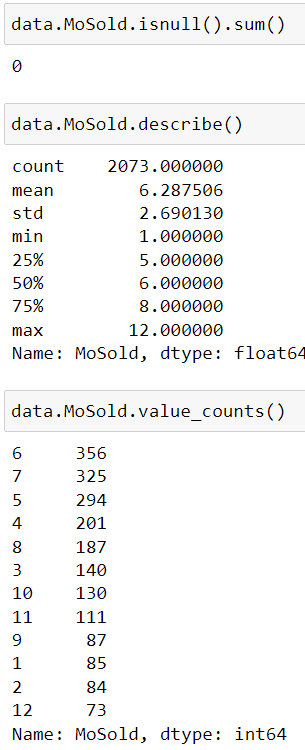 data.MoSold.isnull().sum()
0
data.MoSold.describe()
count    2073.000000
mean        6.287506
std         2.690130
min         1.000000
25%         5.000000
50%         6.000000
75%         8.000000
max        12.000000
Name: MoSold, dtype: float64
data.MoSold.value_counts()
6     356
7     325
5     294
4     201
8     187
3     140
10    130
11    111
9      87
1      85
2      84
12     73
Name: MoSold, dtype: int64